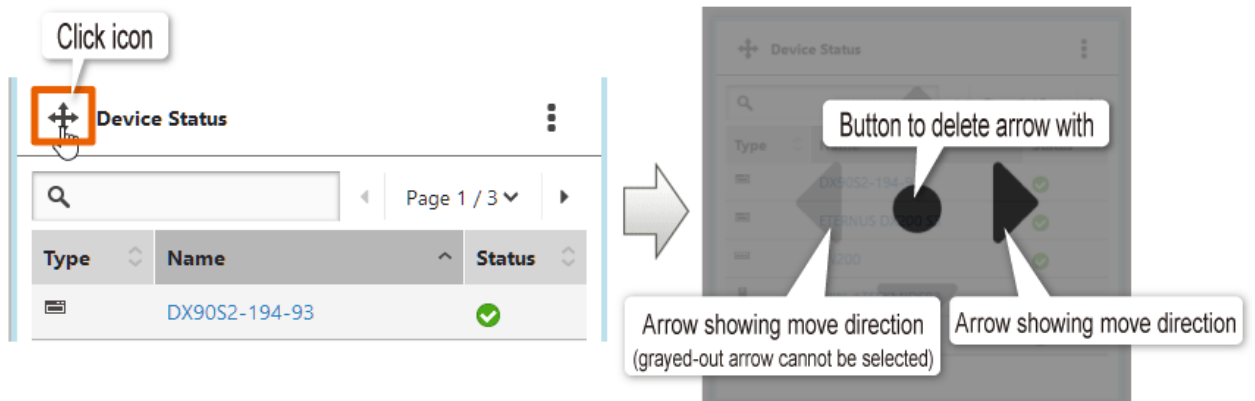 Click icon
Device Status
Page 1 / 3
Type Name Status
DX90S2-194-93
Device Status
Button to delete arrow with
Type
DX90S2-194-9
ETERNUS DX200 S
Arrow showing move direction
(grayed-out arrow cannot be selected)
Arrow showing move direction